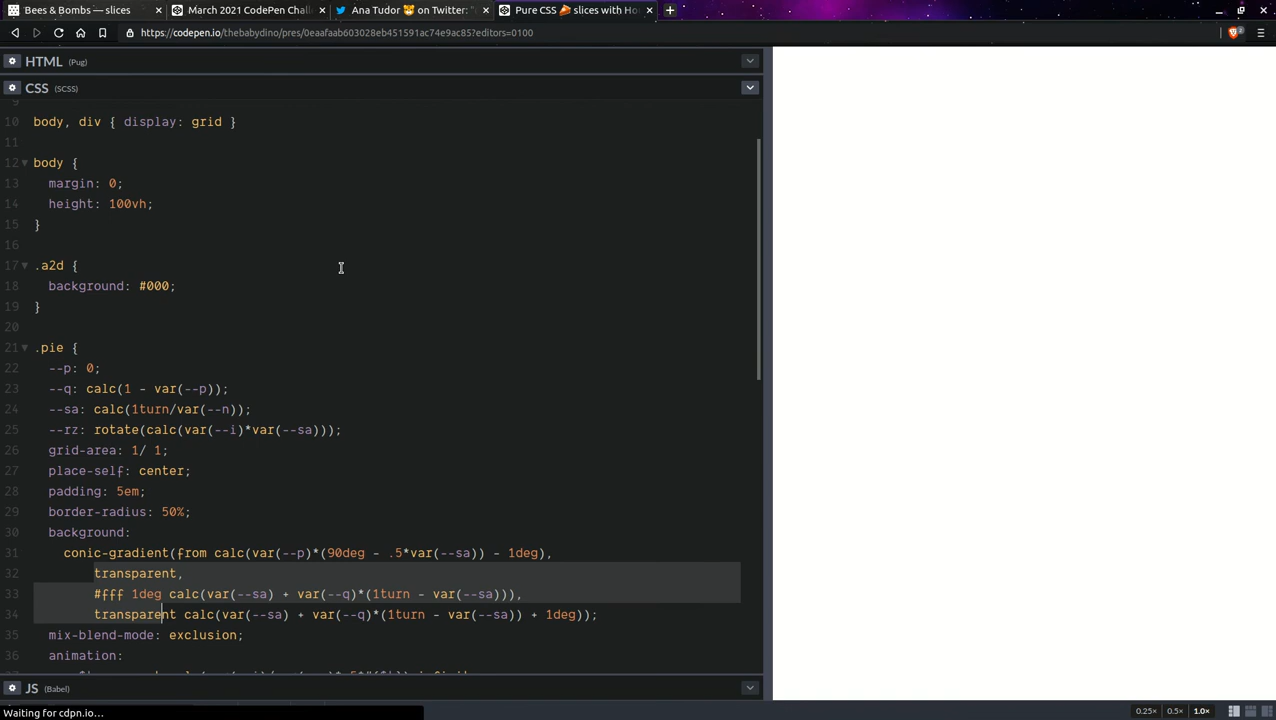 Bees & Bombs — slices
March 2021 CodePen Chall
Ana Tudor 🐯 on Twitter: "
Pure CSS 🍰 slices with Ho
https://codepen.io/thebabydino/pres/0eaafaab603028eb451591ac74e9ac85?editors=0100
2
HTML (Pug)
CSS (SCSS)
9
10 body, div { display: grid }
11
12 body {
13 margin: 0;
14 height: 100vh;
15 }
16
17 .a2d {
18 background: #000;
19 }
20
21 .pie {
22 --p: 0;
23 --q: calc(1 - var(--p));
24 --sa: calc(1turn/var(--n));
25 --rz: rotate(calc(var(--i)*var(--sa)));
26 grid-area: 1/ 1;
27 place-self: center;
28 padding: 5em;
29 border-radius: 50%;
30 background:
31 conic-gradient(from calc(var(--p)*(90deg - .5*var(--sa)) - 1deg),
32 transparent,
33 #fff 1deg calc(var(--sa) + var(--q)*(1turn - var(--sa))),
34 transparent calc(var(--sa) + var(--q)*(1turn - var(--sa)) + 1deg));
35 mix-blend-mode: exclusion;
36 animation:
JS (Babel)
Waiting for cdpn.io…
0.25× 0.5× 1.0×